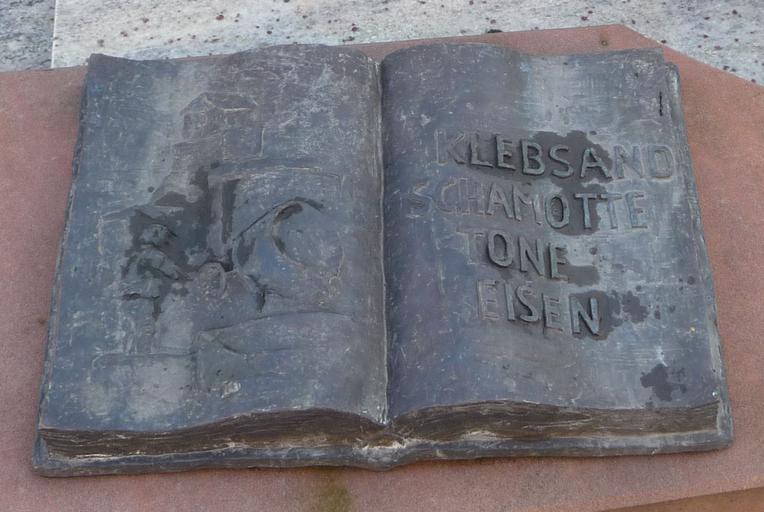 KLEBSAND
SCHAMOTTE
TONE
EISEN